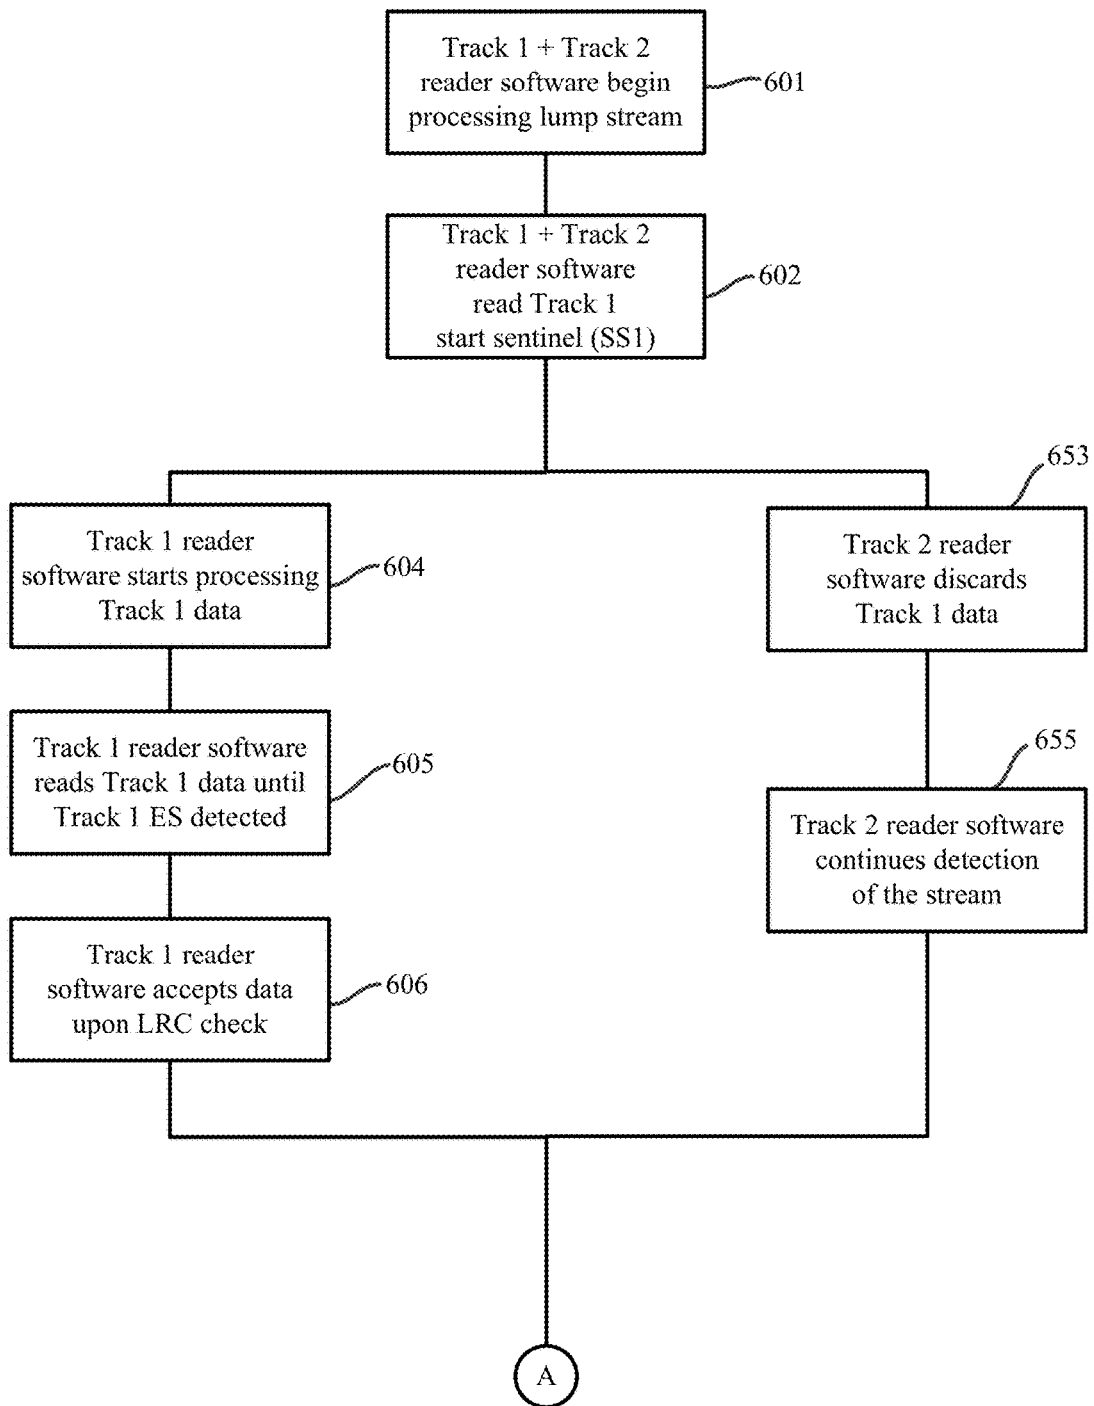 Track 1 + Track 2
reader software begin
processing lump stream
601
Track 1 + Track 2
reader software
read Track 1
start sentinel (SS1)
602
Track 1 reader
software starts processing
Track 1 data
604
653
Track 2 reader
software discards
Track 1 data
Track 1 reader software
reads Track 1 data until
Track 1 ES detected
605
655
Track 2 reader software
continues detection
of the stream
Track 1 reader
software accepts data
upon LRC check
606
A